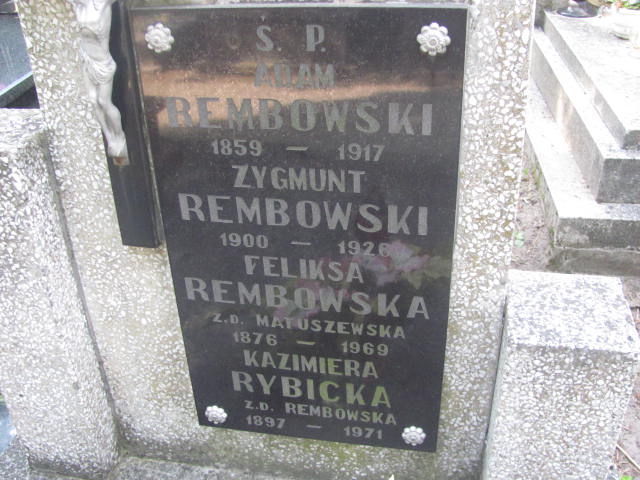 Ś. P.
ADAM
REMBOWSKI
1859 — 1917
ZYGMUNT
REMBOWSKI
1900 — 1926
FELIKSA
REMBOWSKA
Z.D. MATUSZEWSKA
1876 — 1969
KAZIMIERA
RYBICKA
Z.D. REMBOWSKA
1897 — 1971